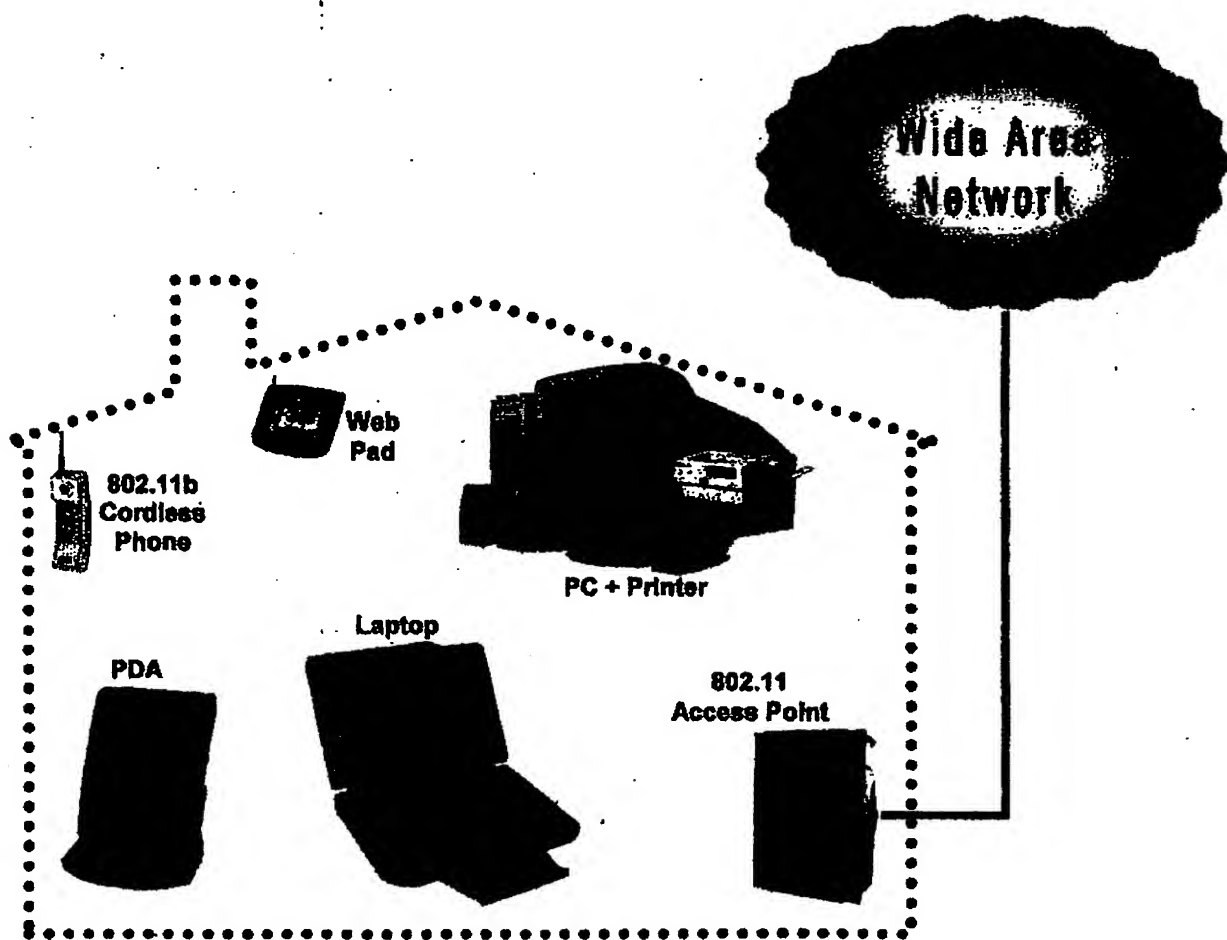 Wide Area
Network
Web
Pad
802.11b
Cordless
Phone
PC + Printer
Laptop
PDA
802.11
Access Point